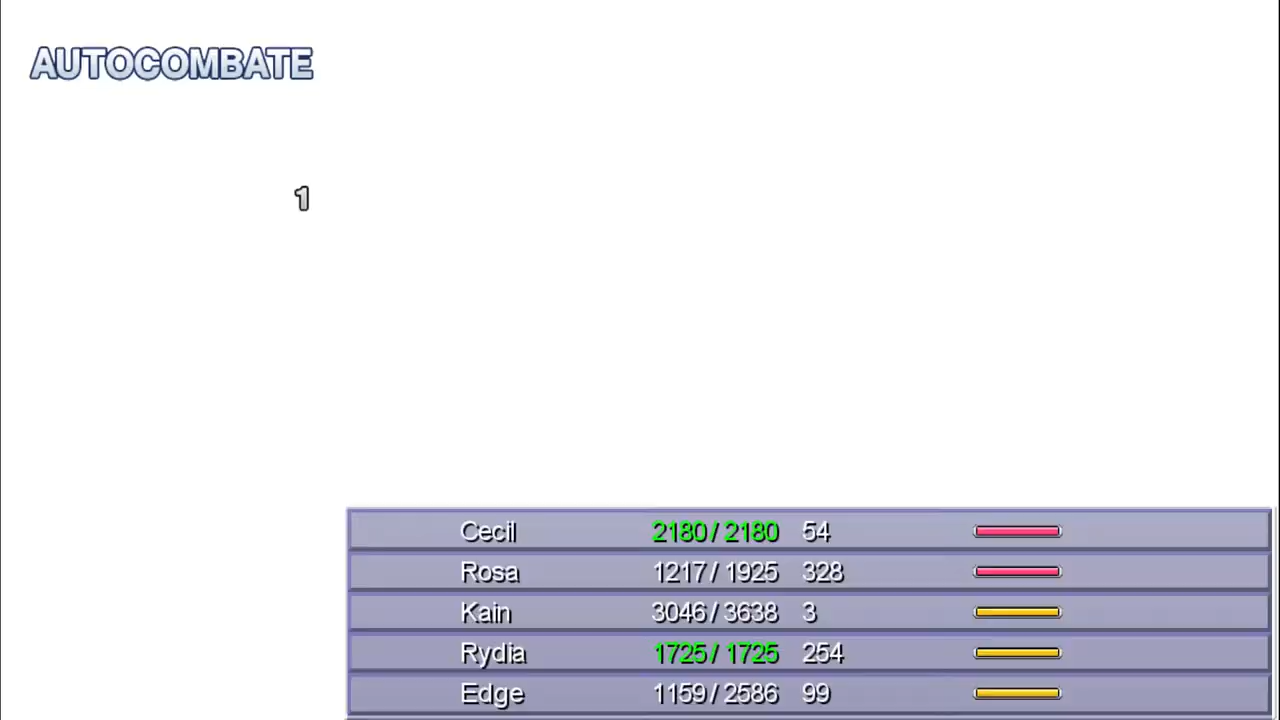 AUTOCOMBATE
1
Cecil 2180/ 2180 54
Rosa 1217/ 1925 328
Kain 3046/ 3638 3
Rydia 1725/ 1725 254
Edge 1159/ 2586 99